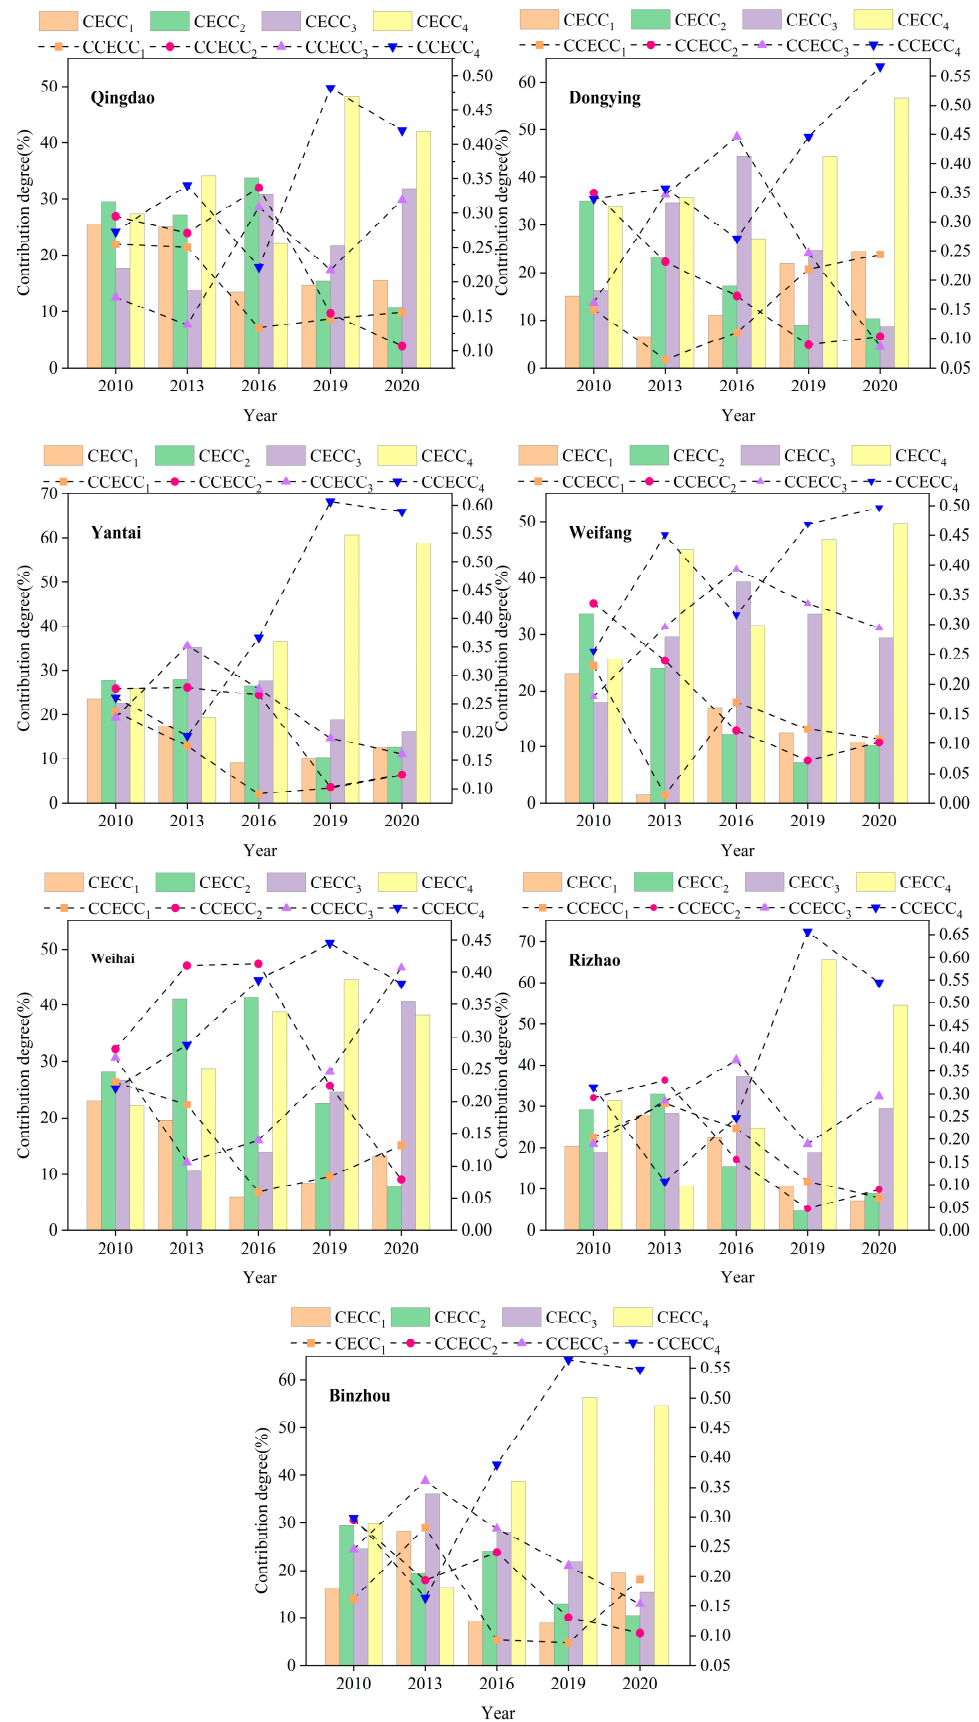 CECC1 CECC2 CECC3 CECC4
CCECC1 CCECC2 CCECC3 CCECC4
Qingdao
Contribution degree(%)
0 10 20 30 40 50
0.10 0.15 0.20 0.25 0.30 0.35 0.40 0.45 0.50
2010 2013 2016 2019 2020
Year
CECC1 CECC2 CECC3 CECC4
CCECC1 CCECC2 CCECC3 CCECC4
Dongying
Contribution degree(%)
0 10 20 30 40 50 60
0.05 0.10 0.15 0.20 0.25 0.30 0.35 0.40 0.45 0.50 0.55
2010 2013 2016 2019 2020
Year
CECC1 CECC2 CECC3 CECC4
CCECC1 CCECC2 CCECC3 CCECC4
Yantai
Contribution degree(%)
0 10 20 30 40 50 60 70
0.10 0.15 0.20 0.25 0.30 0.35 0.40 0.45 0.50 0.55 0.60
2010 2013 2016 2019 2020
Year
CECC1 CECC2 CECC3 CECC4
CCECC1 CCECC2 CCECC3 CCECC4
Weifang
Contribution degree(%)
0 10 20 30 40 50
0.00 0.05 0.10 0.15 0.20 0.25 0.30 0.35 0.40 0.45 0.50
2010 2013 2016 2019 2020
Year
CECC1 CECC2 CECC3 CECC4
CCECC1 CCECC2 CCECC3 CCECC4
Weihai
Contribution degree(%)
0 10 20 30 40 50
0.00 0.05 0.10 0.15 0.20 0.25 0.30 0.35 0.40 0.45
2010 2013 2016 2019 2020
Year
CECC1 CECC2 CECC3 CECC4
CCECC1 CCECC2 CCECC3 CCECC4
Rizhao
Contribution degree(%)
0 10 20 30 40 50 60 70
0.00 0.05 0.10 0.15 0.20 0.25 0.30 0.35 0.40 0.45 0.50 0.55 0.60 0.65
2010 2013 2016 2019 2020
Year
CECC1 CECC2 CECC3 CECC4
CECC1 CCECC2 CCECC3 CCECC4
Binzhou
Contribution degree(%)
0 10 20 30 40 50 60
0.05 0.10 0.15 0.20 0.25 0.30 0.35 0.40 0.45 0.50 0.55
2010 2013 2016 2019 2020
Year